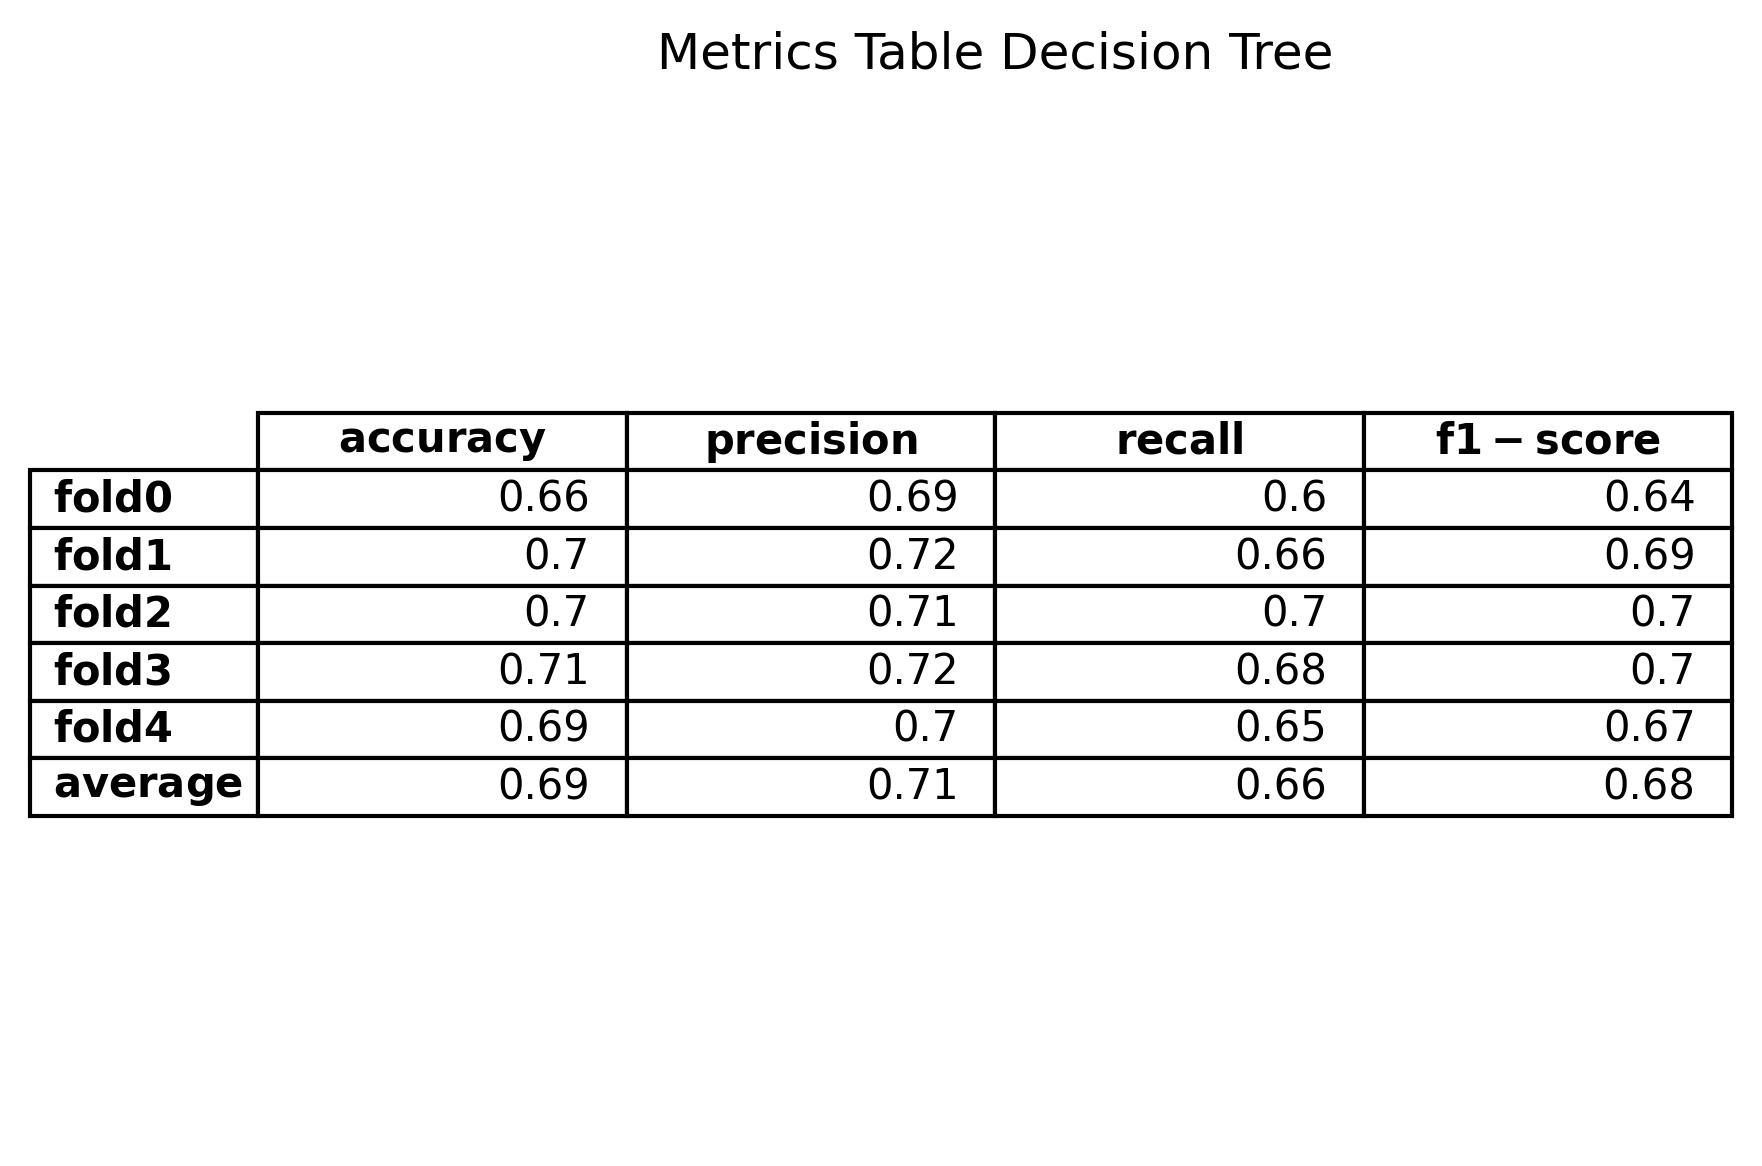 Metrics Table Decision Tree
accuracy precision recall f1 − score
fold0 0.66 0.69 0.6 0.64
fold1 0.7 0.72 0.66 0.69
fold2 0.7 0.71 0.7 0.7
fold3 0.71 0.72 0.68 0.7
fold4 0.69 0.7 0.65 0.67
average 0.69 0.71 0.66 0.68